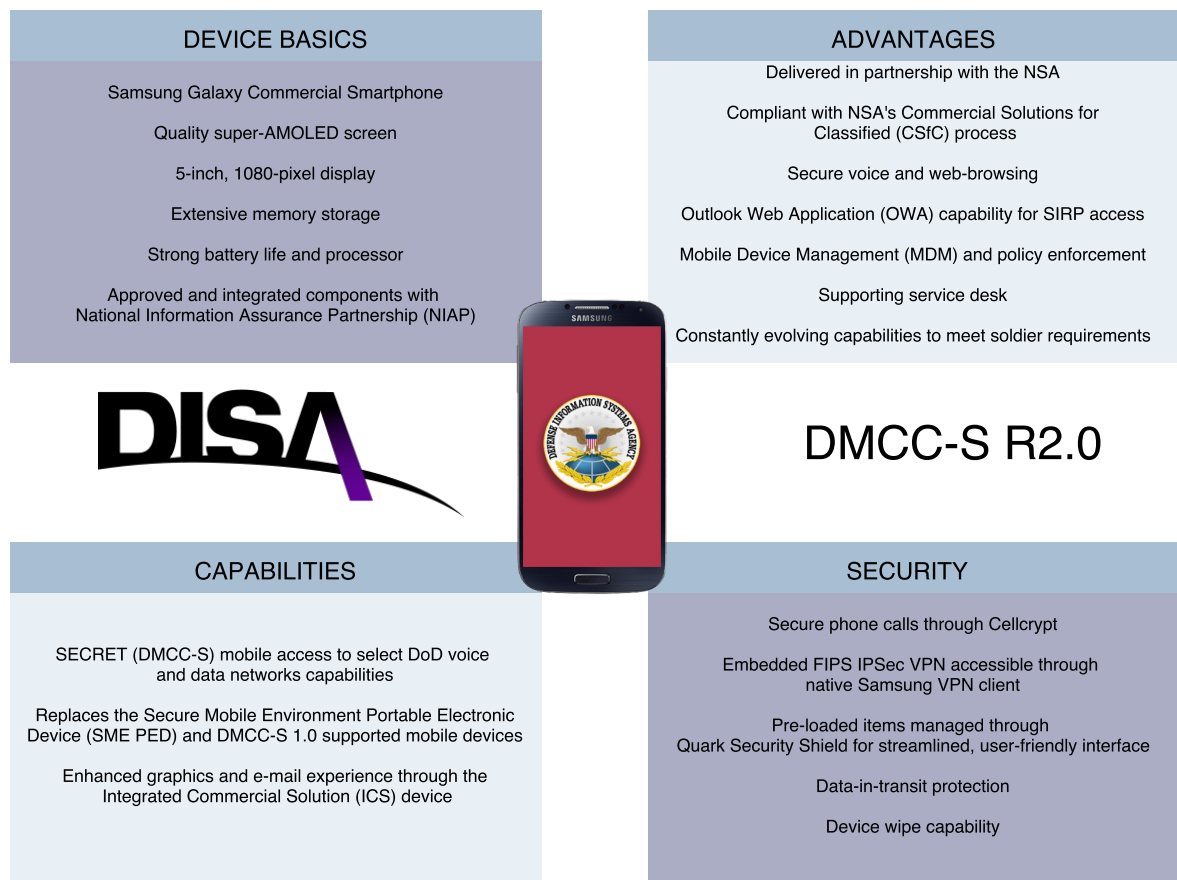 DEVICE BASICS
Samsung Galaxy Commercial Smartphone
Quality super-AMOLED screen
5-inch, 1080-pixel display
Extensive memory storage
Strong battery life and processor
Approved and integrated components with
National Information Assurance Partnership (NIAP)
ADVANTAGES
Delivered in partnership with the NSA
Compliant with NSA's Commercial Solutions for
Classified (CSfC) process
Secure voice and web-browsing
Outlook Web Application (OWA) capability for SIRP access
Mobile Device Management (MDM) and policy enforcement
Supporting service desk
Constantly evolving capabilities to meet soldier requirements
DISA
SAMSUNG
DEFENSE INFORMATION SYSTEMS AGENCY
DMCC-S R2.0
CAPABILITIES
SECRET (DMCC-S) mobile access to select DoD voice
and data networks capabilities
Replaces the Secure Mobile Environment Portable Electronic
Device (SME PED) and DMCC-S 1.0 supported mobile devices
Enhanced graphics and e-mail experience through the
Integrated Commercial Solution (ICS) device
SECURITY
Secure phone calls through Cellcrypt
Embedded FIPS IPSec VPN accessible through
native Samsung VPN client
Pre-loaded items managed through
Quark Security Shield for streamlined, user-friendly interface
Data-in-transit protection
Device wipe capability